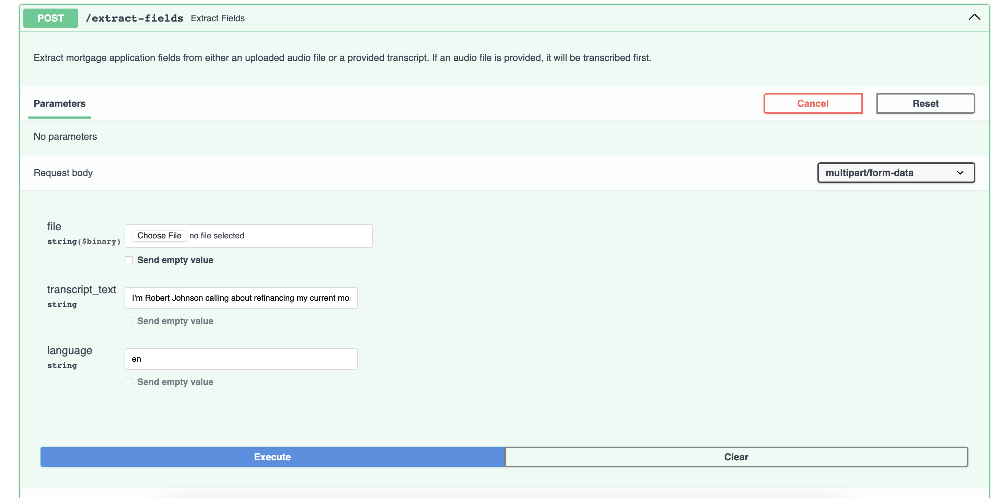 POST /extract-fields Extract Fields
Extract mortgage application fields from either an uploaded audio file or a provided transcript. If an audio file is provided, it will be transcribed first.
Parameters
Cancel
Reset
No parameters
Request body
multipart/form-data
file
string($binary)
Choose File no file selected
Send empty value
transcript_text
string
I'm Robert Johnson calling about refinancing my current
Send empty value
language
string
en
Send empty value
Execute
Clear